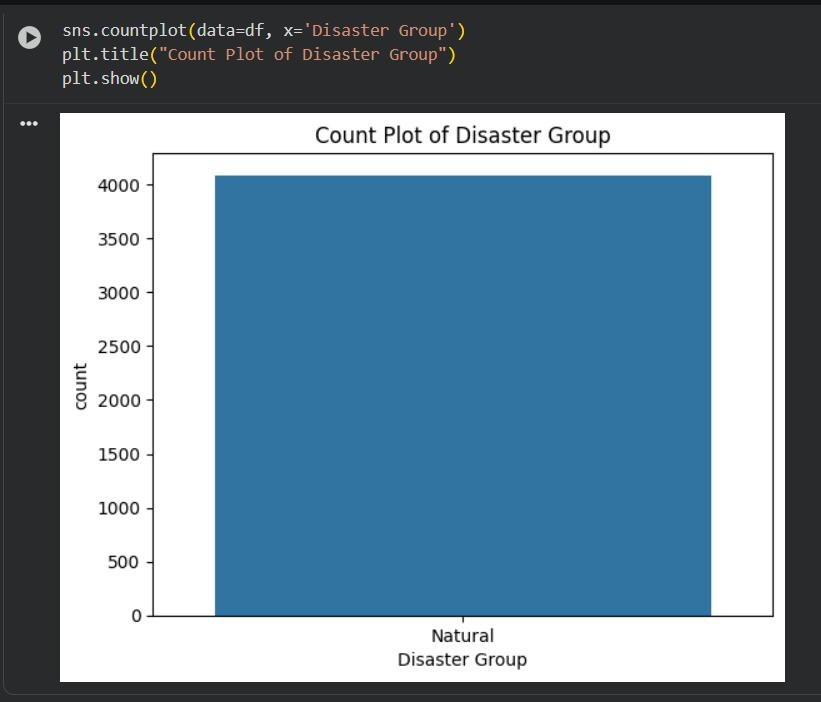 sns.countplot(data=df, x='Disaster Group')
plt.title("Count Plot of Disaster Group")
plt.show()
Count Plot of Disaster Group
4000
3500
3000
2500
2000
1500
1000
500
0
count
Natural
Disaster Group